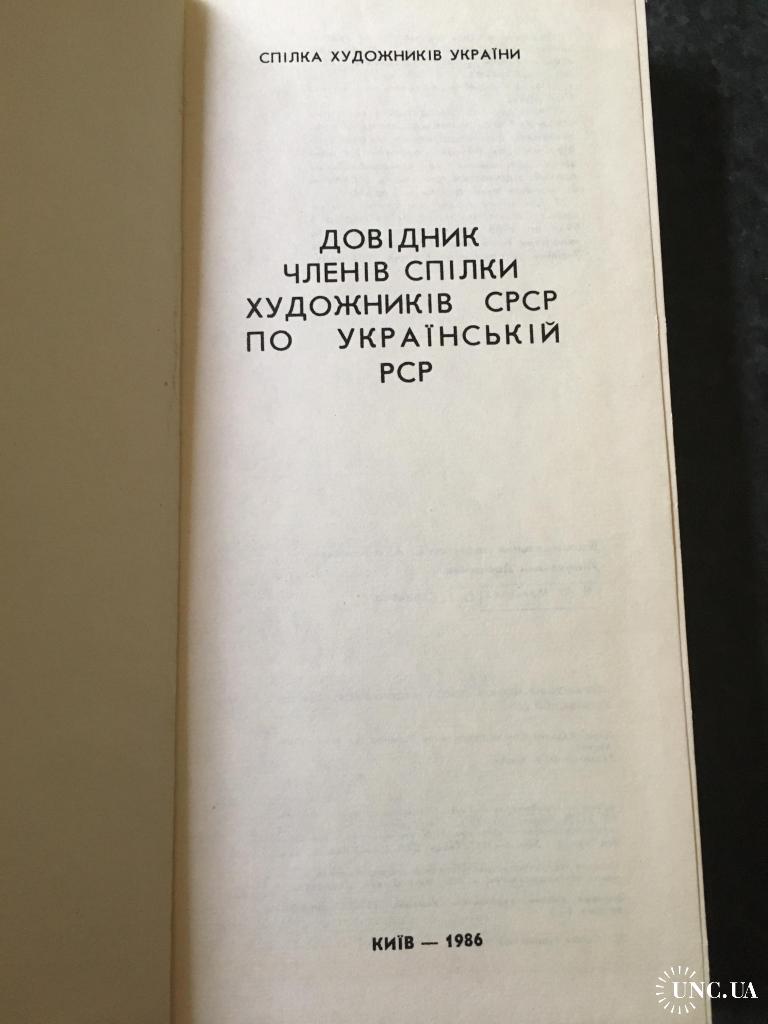 СПІЛКА ХУДОЖНИКІВ УКРАЇНИ
ДОВІДНИК
ЧЛЕНІВ СПІЛКИ
ХУДОЖНИКІВ СРСР
ПО УКРАЇНСЬКІЙ
РСР
КИЇВ — 1986
UNC.UA